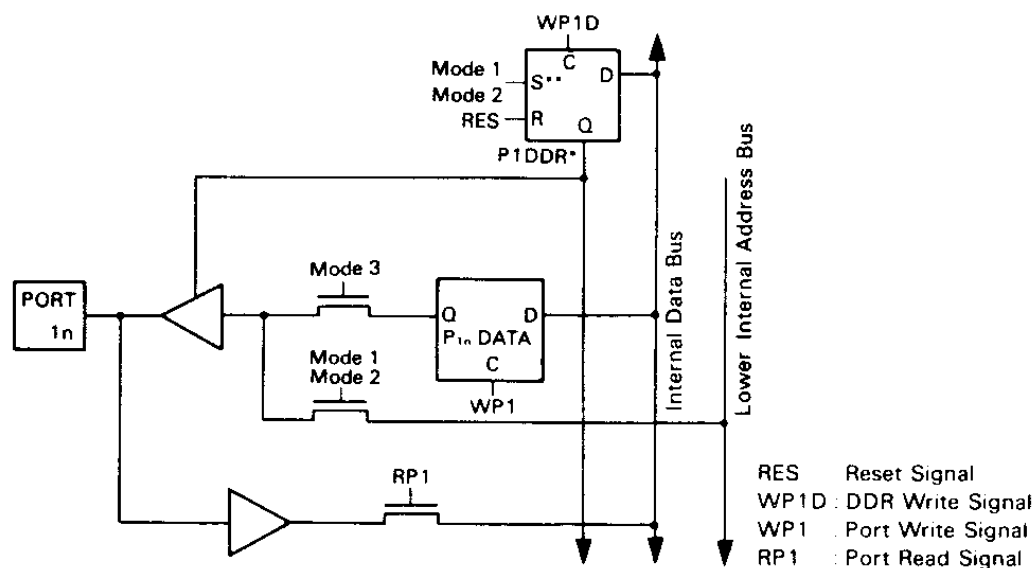 WP1D
C
Mode 1
S**
D
Mode 2
RES
R
Q
P1DDR*
Internal Data Bus
Lower Internal Address Bus
Mode 3
PORT
1n
Q
D
P1n DATA
C
Mode 1
Mode 2
WP1
RP1
RES Reset Signal
WP1D : DDR Write Signal
WP1 : Port Write Signal
RP1 : Port Read Signal